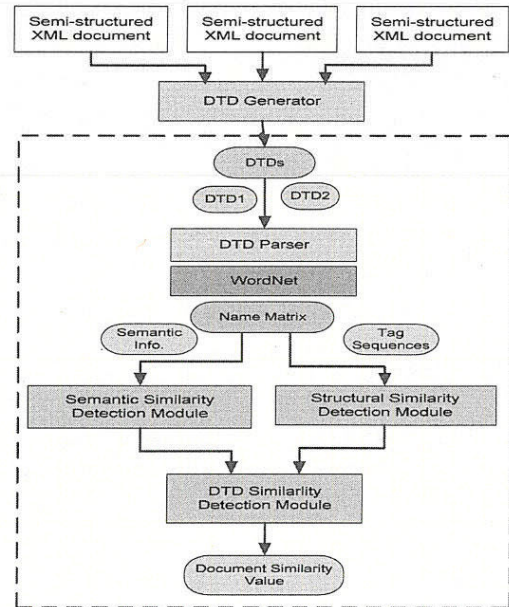 Semi-structured
XML document
Semi-structured
XML document
Semi-structured
XML document
DTD Generator
DTDs
DTD1
DTD2
DTD Parser
WordNet
Name Matrix
Semantic
Info.
Tag
Sequences
Semantic Similarity
Detection Module
Structural Similarity
Detection Module
DTD Similarlity
Detection Module
Document Similarity
Value